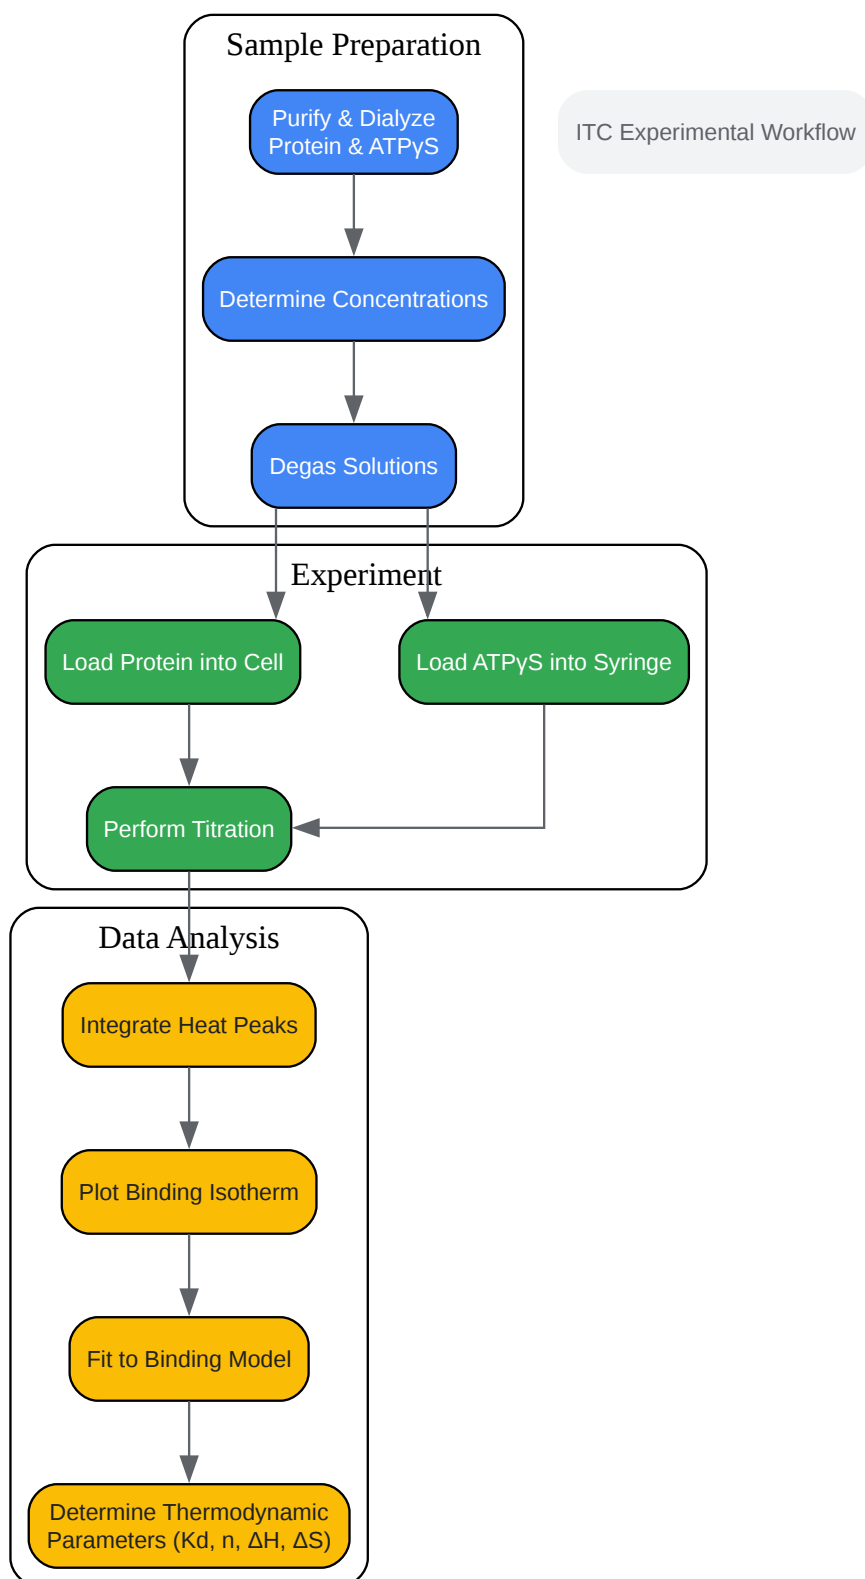 Sample Preparation
Purify & Dialyze
Protein & ATPγS
ITC Experimental Workflow
Determine Concentrations
Degas Solutions
Experiment
Load Protein into Cell
Load ATPγS into Syringe
Perform Titration
Data Analysis
Integrate Heat Peaks
Plot Binding Isotherm
Fit to Binding Model
Determine Thermodynamic
Parameters (Kd, n, ΔH, ΔS)